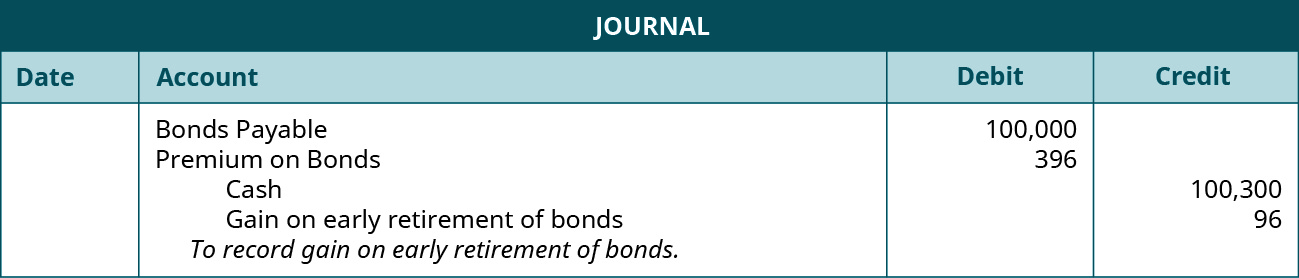 JOURNAL
Date Account Debit Credit
Bonds Payable 100,000
Premium on Bonds 396
Cash 100,300
Gain on early retirement of bonds 96
To record gain on early retirement of bonds.